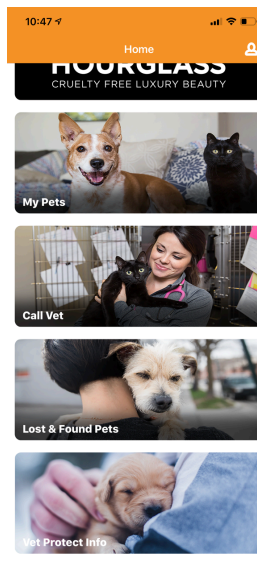 10:47
Home
HOURGLASS
CRUELTY FREE LUXURY BEAUTY
My Pets
Call Vet
Lost & Found Pets
Vet Protect Info